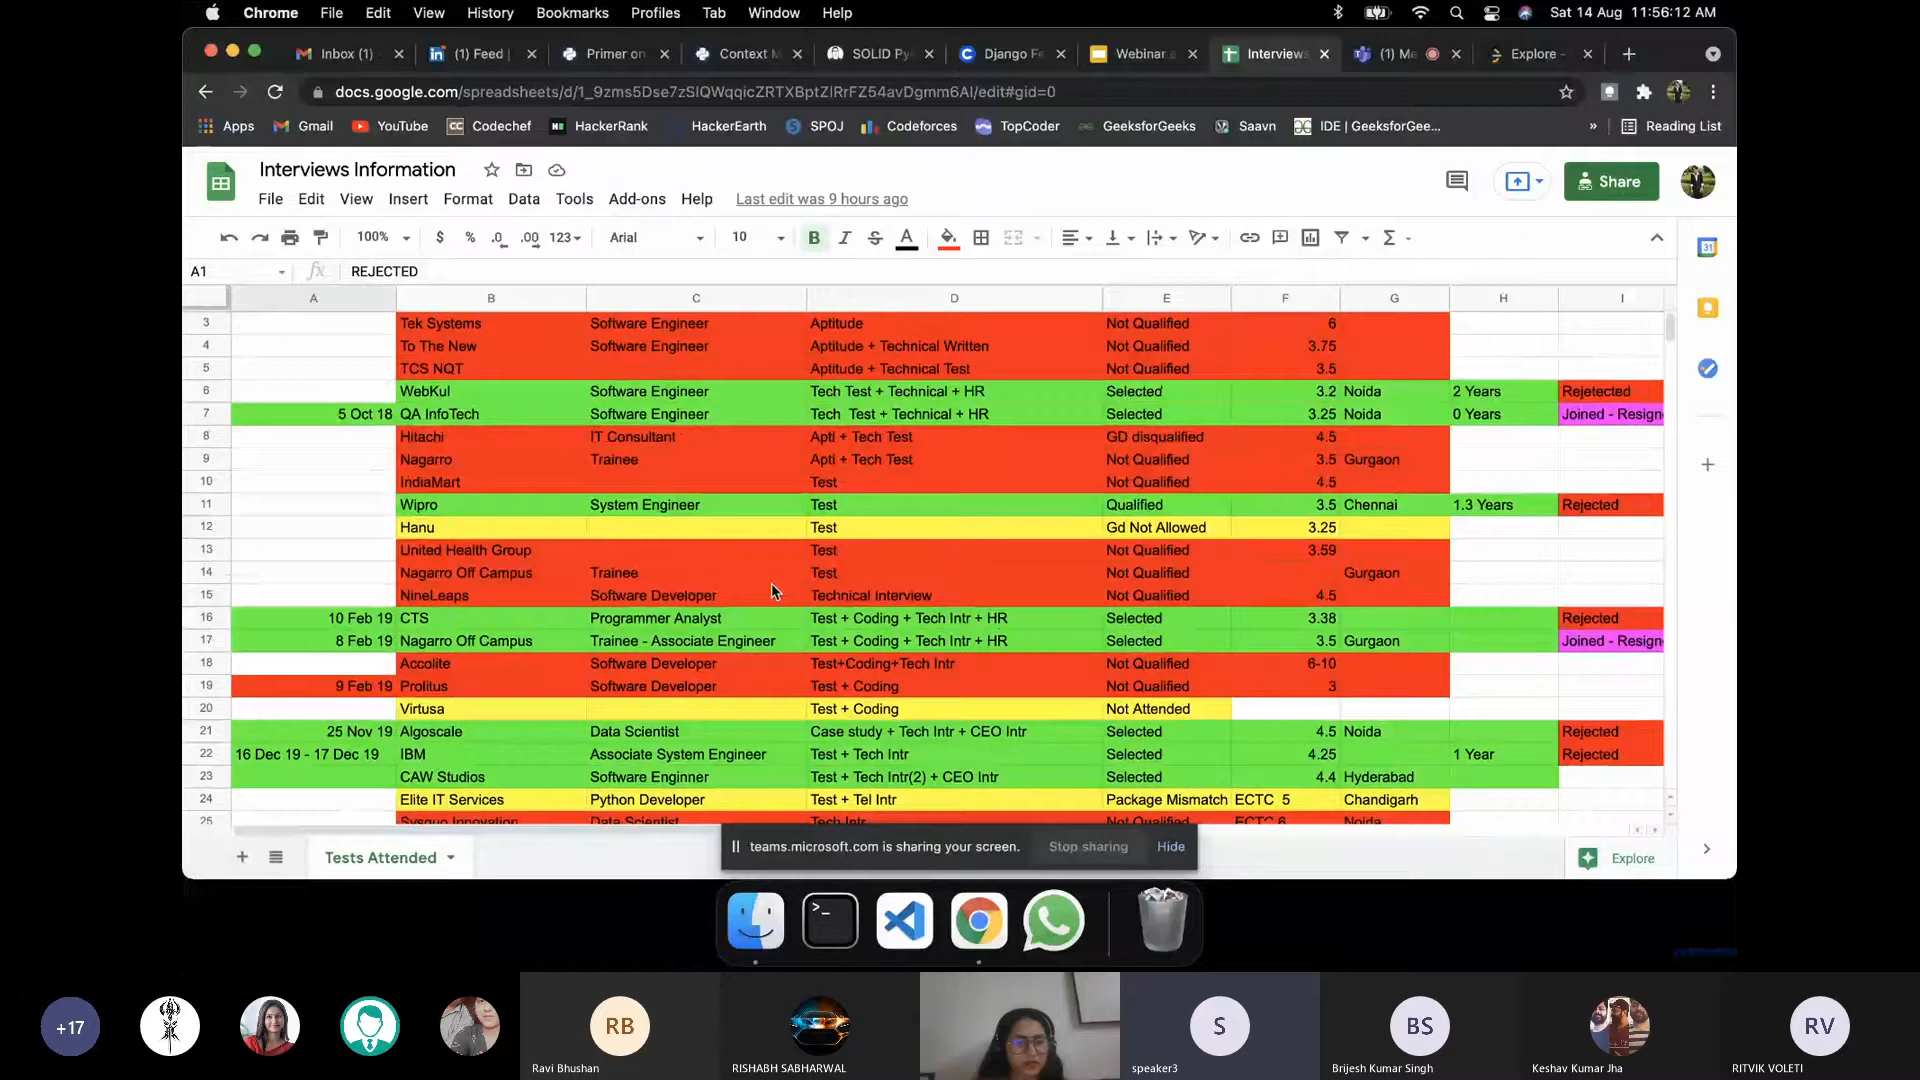 Chrome File Edit View History Bookmarks Profiles Tab Window Help Sat 14 Aug 11:56:12 AM
Inbox (1) (1) Feed Primer on Context M SOLID Py Django Fe Webinar Interviews (1) Me Explore -
docs.google.com/spreadsheets/d/1_9zms5Dse7zSIQWqqicZRTXBptZIRrFZ54avDgmm6AI/edit#gid=0
Apps Gmail YouTube Codechef HackerRank HackerEarth SPOJ Codeforces TopCoder GeeksforGeeks Saavn IDE | GeeksforGee... » Reading List
Interviews Information
Share
File Edit View Insert Format Data Tools Add-ons Help Last edit was 9 hours ago
100% $ % .0 .00 123 Arial 10 B I S A
A1 fx REJECTED
A B C D E F G H I
3 Tek Systems Software Engineer Aptitude Not Qualified 6
4 To The New Software Engineer Aptitude + Technical Written Not Qualified 3.75
5 TCS NQT Aptitude + Technical Test Not Qualified 3.5
6 WebKul Software Engineer Tech Test + Technical + HR Selected 3.2 Noida 2 Years Rejetected
7 5 Oct 18 QA InfoTech Software Engineer Tech Test + Technical + HR Selected 3.25 Noida 0 Years Joined - Resign
8 Hitachi IT Consultant Apti + Tech Test GD disqualified 4.5
9 Nagarro Trainee Apti + Tech Test Not Qualified 3.5 Gurgaon
10 IndiaMart Test Not Qualified 4.5
11 Wipro System Engineer Test Qualified 3.5 Chennai 1.3 Years Rejected
12 Hanu Test Gd Not Allowed 3.25
13 United Health Group Test Not Qualified 3.59
14 Nagarro Off Campus Trainee Test Not Qualified Gurgaon
15 NineLeaps Software Developer Technical Interview Not Qualified 4.5
16 10 Feb 19 CTS Programmer Analyst Test + Coding + Tech Intr + HR Selected 3.38 Rejected
17 8 Feb 19 Nagarro Off Campus Trainee - Associate Engineer Test + Coding + Tech Intr + HR Selected 3.5 Gurgaon Joined - Resign
18 Accolite Software Developer Test+Coding+Tech Intr Not Qualified 6-10
19 9 Feb 19 Prolitus Software Developer Test + Coding Not Qualified 3
20 Virtusa Test + Coding Not Attended
21 25 Nov 19 Algoscale Data Scientist Case study + Tech Intr + CEO Intr Selected 4.5 Noida Rejected
22 16 Dec 19 - 17 Dec 19 IBM Associate System Engineer Test + Tech Intr Selected 4.25 1 Year Rejected
23 CAW Studios Software Enginner Test + Tech Intr(2) + CEO Intr Selected 4.4 Hyderabad
24 Elite IT Services Python Developer Test + Tel Intr Package Mismatch ECTC 5 Chandigarh
25 Sysquo Innovation Data Scientist Tech Intr Not Qualified ECTC 6 Noida
teams.microsoft.com is sharing your screen. Stop sharing Hide
Tests Attended Explore
+17 RB S BS RV
Ravi Bhushan RISHABH SABHARWAL speaker3 Brijesh Kumar Singh Keshav Kumar Jha RITVIK VOLETI